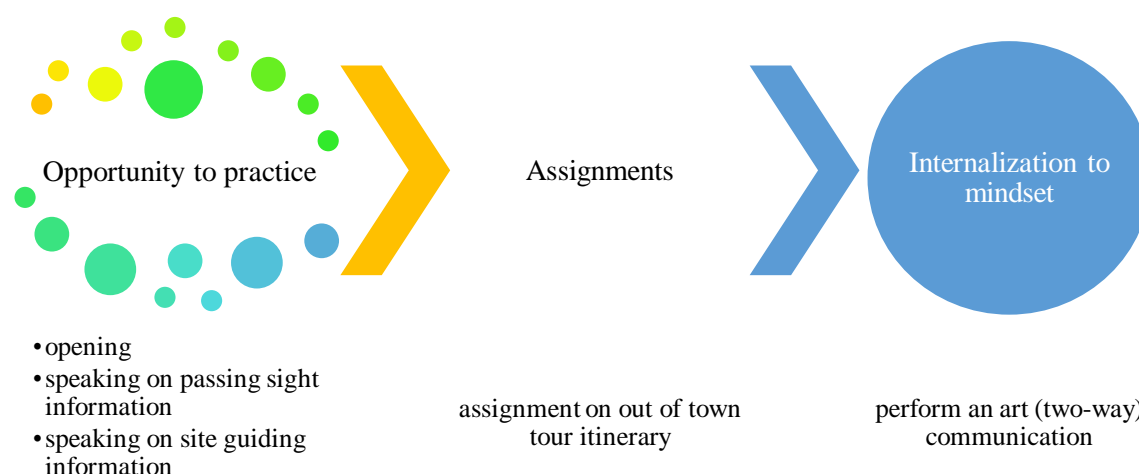 Opportunity to practice
Assignments
Internalization to
mindset
•opening
•speaking on passing sight
information
•speaking on site guiding
information
assignment on out of town
tour itinerary
perform an art (two-way)
communication